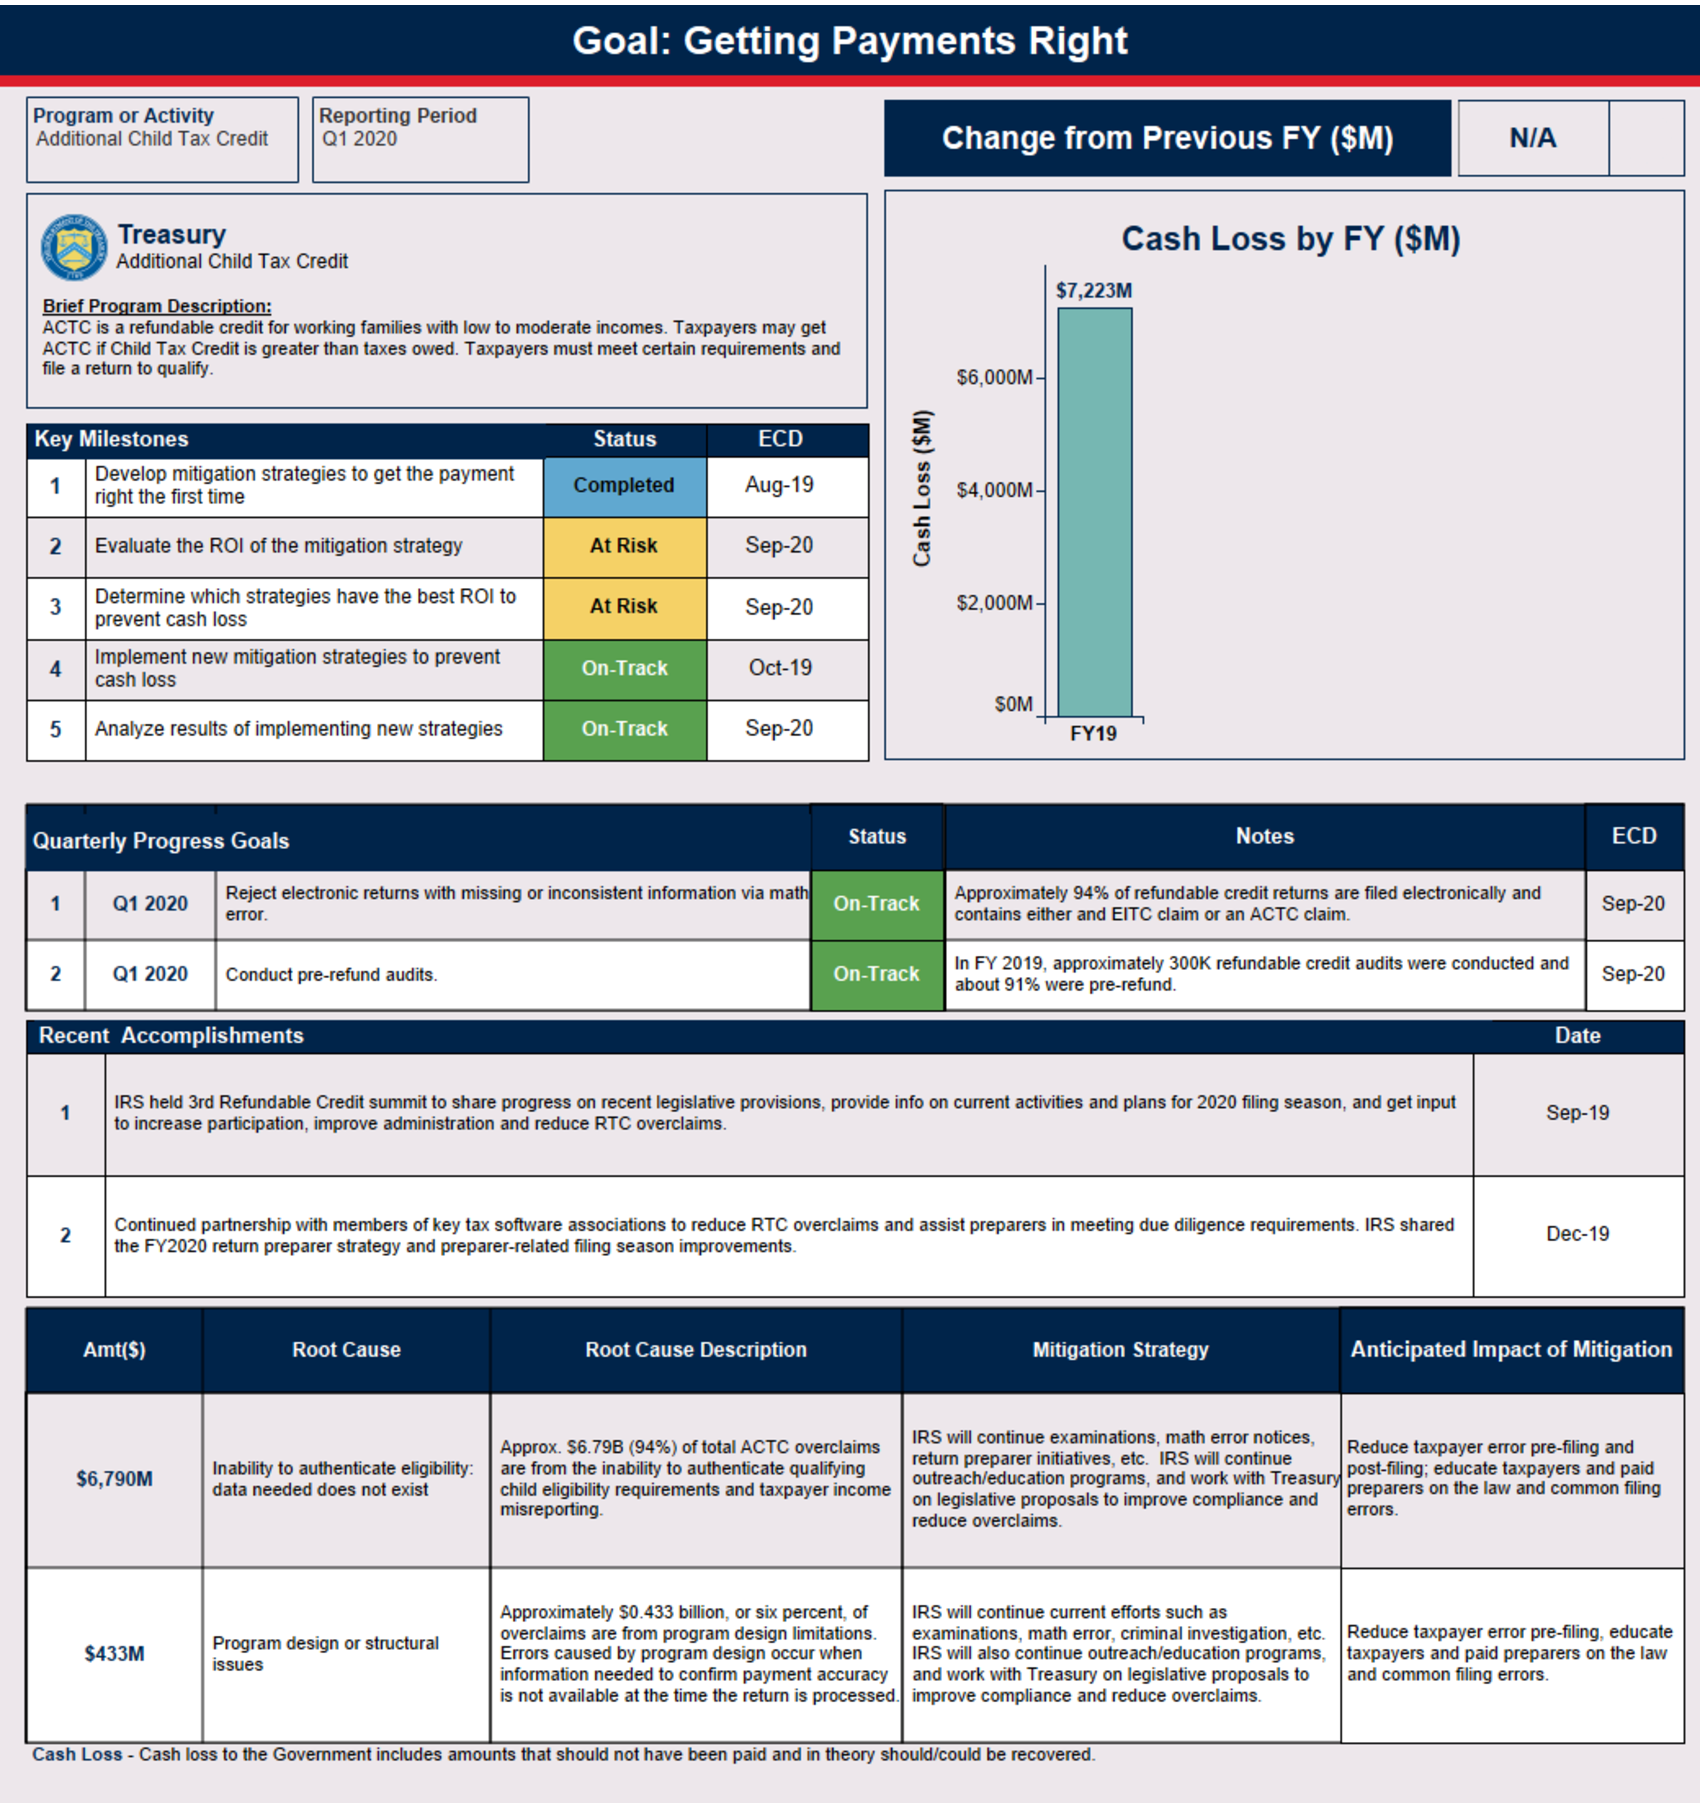 Goal: Getting Payments Right
Program or Activity
Additional Child Tax Credit
Reporting Period
Q1 2020
Change from Previous FY ($M)
N/A
Treasury
Additional Child Tax Credit
Brief Program Description:
ACTC is a refundable credit for working families with low to moderate incomes. Taxpayers may get
ACTC if Child Tax Credit is greater than taxes owed. Taxpayers must meet certain requirements and
file a return to qualify.
Key Milestones
Status
ECD
1
Develop mitigation strategies to get the payment
right the first time
Completed
Aug-19
2
Evaluate the ROI of the mitigation strategy
At Risk
Sep-20
3
Determine which strategies have the best ROI to
prevent cash loss
At Risk
Sep-20
4
Implement new mitigation strategies to prevent
cash loss
On-Track
Oct-19
5
Analyze results of implementing new strategies
On-Track
Sep-20
Cash Loss by FY ($M)
$7,223M
Cash Loss ($M)
$6,000M
$4,000M
$2,000M
$0M
FY19
Quarterly Progress Goals
Status
Notes
ECD
1
Q1 2020
Reject electronic returns with missing or inconsistent information via math
error.
On-Track
Approximately 94% of refundable credit returns are filed electronically and
contains either and EITC claim or an ACTC claim.
Sep-20
2
Q1 2020
Conduct pre-refund audits.
On-Track
In FY 2019, approximately 300K refundable credit audits were conducted and
about 91% were pre-refund.
Sep-20
Recent Accomplishments
Date
1
IRS held 3rd Refundable Credit summit to share progress on recent legislative provisions, provide info on current activities and plans for 2020 filing season, and get input
to increase participation, improve administration and reduce RTC overclaims.
Sep-19
2
Continued partnership with members of key tax software associations to reduce RTC overclaims and assist preparers in meeting due diligence requirements. IRS shared
the FY2020 return preparer strategy and preparer-related filing season improvements.
Dec-19
Amt($)
Root Cause
Root Cause Description
Mitigation Strategy
Anticipated Impact of Mitigation
$6,790M
Inability to authenticate eligibility:
data needed does not exist
Approx. $6.79B (94%) of total ACTC overclaims
are from the inability to authenticate qualifying
child eligibility requirements and taxpayer income
misreporting.
IRS will continue examinations, math error notices,
return preparer initiatives, etc. IRS will continue
outreach/education programs, and work with Treasury
on legislative proposals to improve compliance and
reduce overclaims.
Reduce taxpayer error pre-filing and
post-filing; educate taxpayers and paid
preparers on the law and common filing
errors.
$433M
Program design or structural
issues
Approximately $0.433 billion, or six percent, of
overclaims are from program design limitations.
Errors caused by program design occur when
information needed to confirm payment accuracy
is not available at the time the return is processed.
IRS will continue current efforts such as
examinations, math error, criminal investigation, etc.
IRS will also continue outreach/education programs,
and work with Treasury on legislative proposals to
improve compliance and reduce overclaims.
Reduce taxpayer error pre-filing, educate
taxpayers and paid preparers on the law
and common filing errors.
Cash Loss - Cash loss to the Government includes amounts that should not have been paid and in theory should/could be recovered.